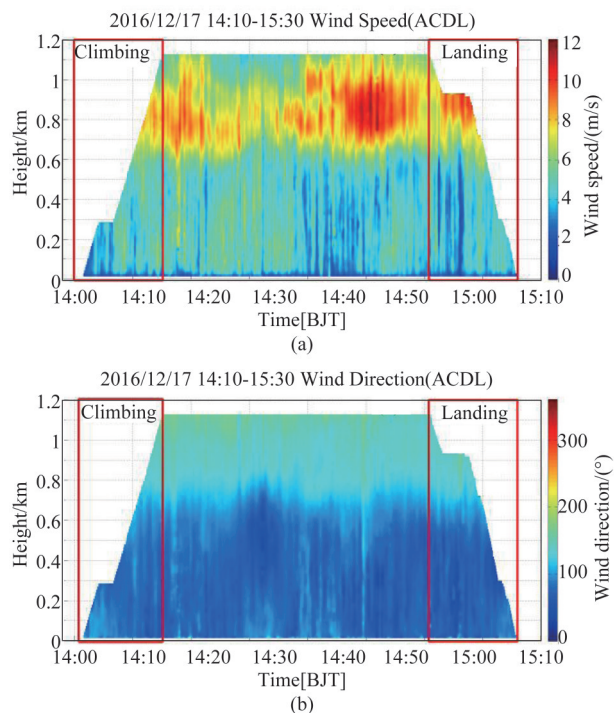 2016/12/17 14:10-15:30 Wind Speed(ACDL)
Climbing
Landing
1.2
1.0
0.8
0.6
0.4
0.2
0
Height/km
14:00 14:10 14:20 14:30 14:40 14:50 15:00 15:10
Time[BJT]
12
10
8
6
4
2
0
Wind speed/(m/s)
(a)
2016/12/17 14:10-15:30 Wind Direction(ACDL)
Climbing
Landing
1.2
1.0
0.8
0.6
0.4
0.2
0
Height/km
14:00 14:10 14:20 14:30 14:40 14:50 15:00 15:10
Time[BJT]
300
200
100
0
Wind direction/(°)
(b)